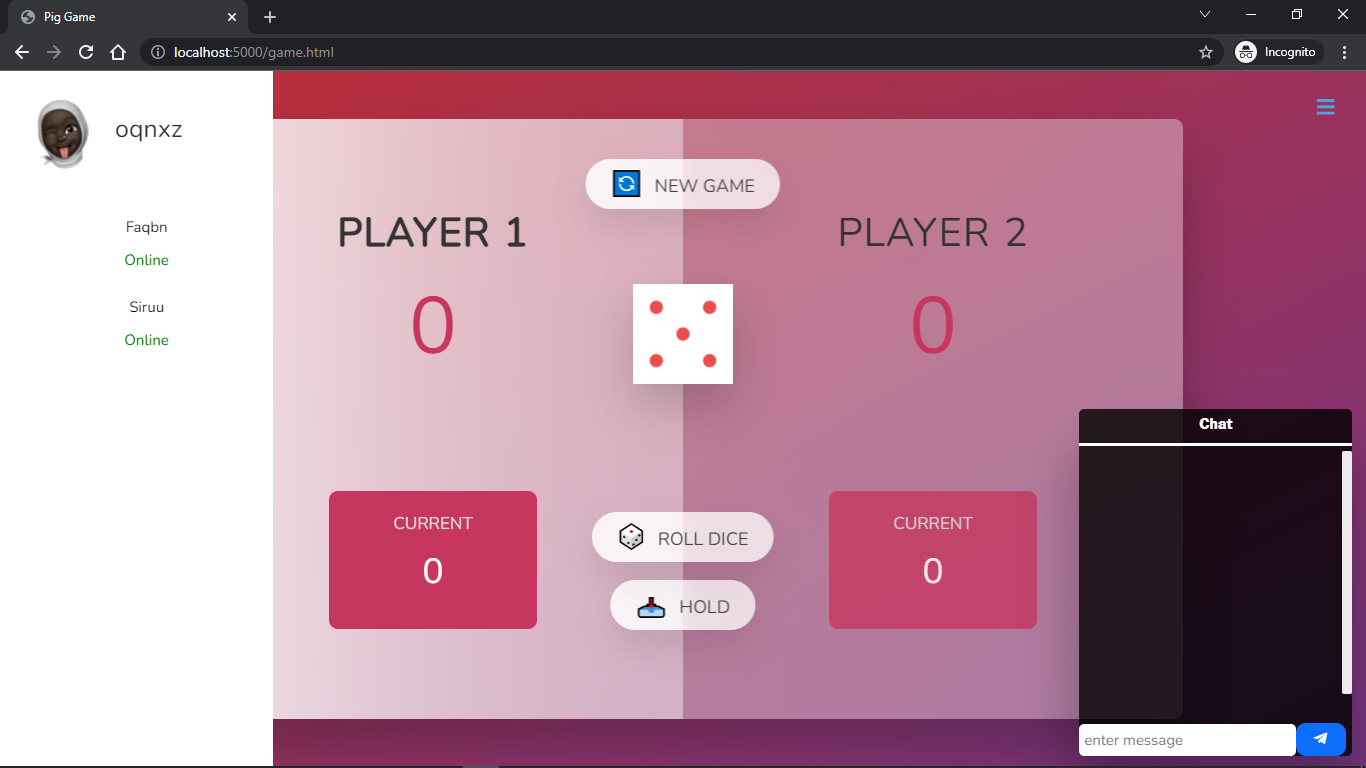 Pig Game
localhost:5000/game.html
Incognito
oqnxz
Faqbn
Online
Siruu
Online
NEW GAME
PLAYER 1
0
PLAYER 2
0
CURRENT
0
ROLL DICE
HOLD
CURRENT
0
Chat
enter message